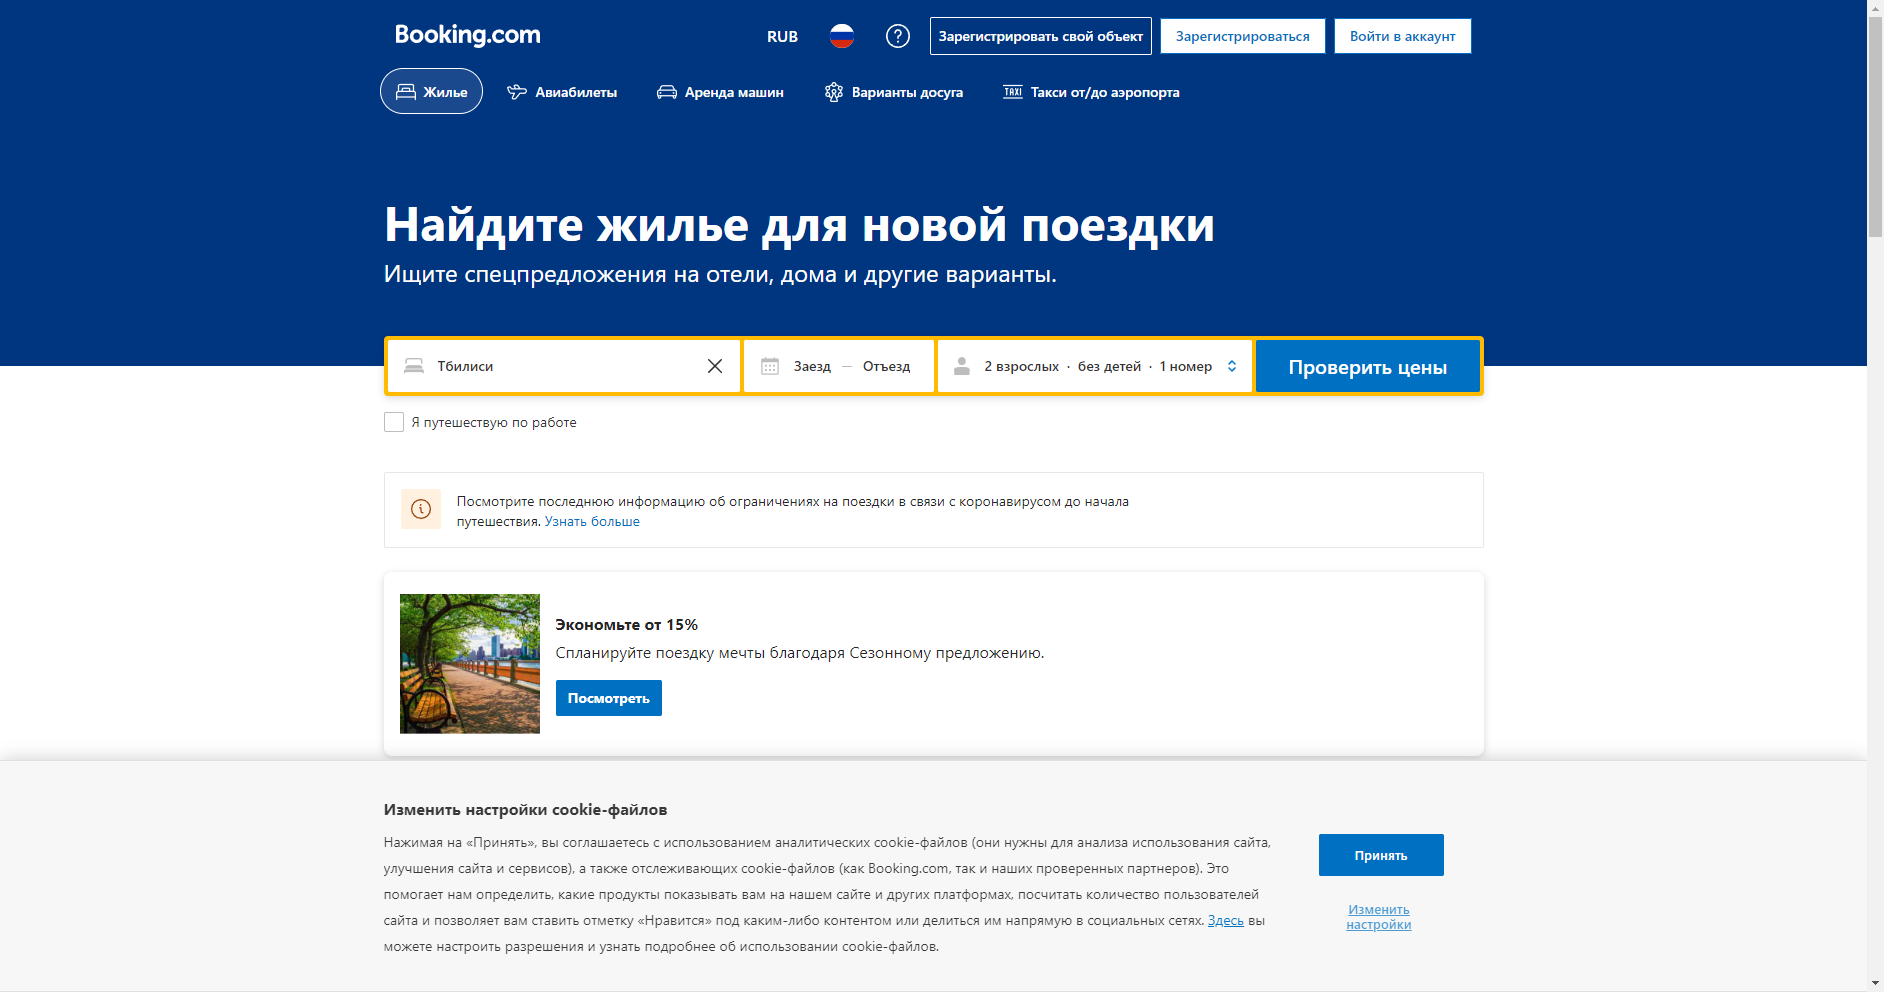 Booking.com
RUB
Зарегистрировать свой объект
Зарегистрироваться
Войти в аккаунт
Жилье
Авиабилеты
Аренда машин
Варианты досуга
TAXI
Такси от/до аэропорта
Найдите жилье для новой поездки
Ищите спецпредложения на отели, дома и другие варианты.
Тбилиси
Заезд — Отъезд
2 взрослых · без детей · 1 номер
Проверить цены
Я путешествую по работе
Посмотрите последнюю информацию об ограничениях на поездки в связи с коронавирусом до начала
путешествия. Узнать больше
Экономьте от 15%
Спланируйте поездку мечты благодаря Сезонному предложению.
Посмотреть
Изменить настройки cookie-файлов
Нажимая на «Принять», вы соглашаетесь с использованием аналитических cookie-файлов (они нужны для анализа использования сайта,
улучшения сайта и сервисов), а также отслеживающих cookie-файлов (как Booking.com, так и наших проверенных партнеров). Это
помогает нам определить, какие продукты показывать вам на нашем сайте и других платформах, посчитать количество пользователей
сайта и позволяет вам ставить отметку «Нравится» под каким-либо контентом или делиться им напрямую в социальных сетях. Здесь вы
можете настроить разрешения и узнать подробнее об использовании cookie-файлов.
Принять
Изменить
настройки